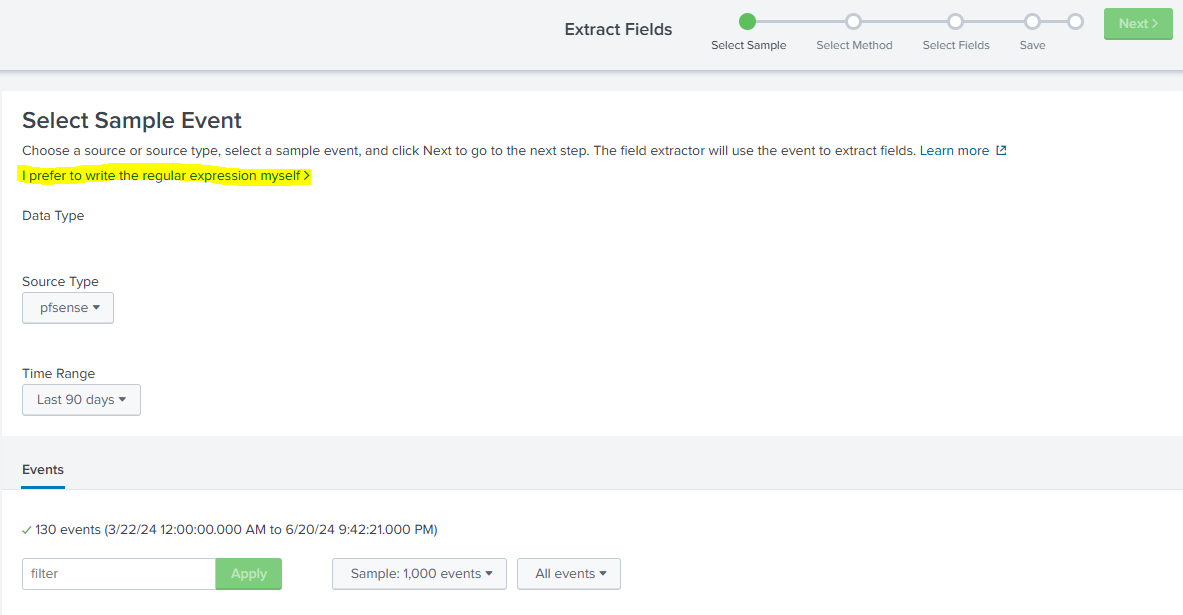 Extract Fields
Select Sample
Select Method
Select Fields
Save
Next >
Select Sample Event
Choose a source or source type, select a sample event, and click Next to go to the next step. The field extractor will use the event to extract fields. Learn more
I prefer to write the regular expression myself >
Data Type
Source Type
pfsense
Time Range
Last 90 days
Events
130 events (3/22/24 12:00:00.000 AM to 6/20/24 9:42:21.000 PM)
filter
Apply
Sample: 1,000 events
All events